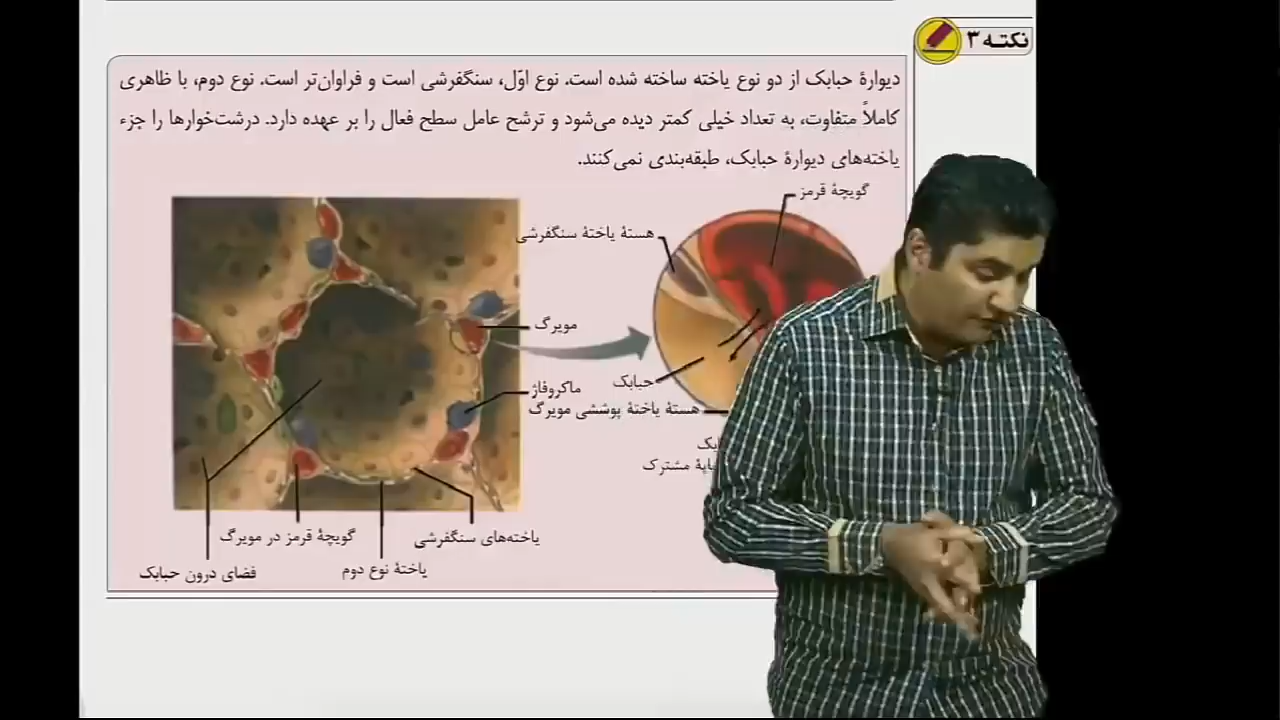 نکتـه ۳
دیوارهٔ حبابک از دو نوع یاخته ساخته شده است. نوع اوّل، سنگفرشی است و فراوان‌تر است. نوع دوم، با ظاهری
کاملاً متفاوت، به تعداد خیلی کمتر دیده می‌شود و ترشح عامل سطح فعال را بر عهده دارد. درشت‌خوارها را جزء
یاخته‌های دیوارهٔ حبابک، طبقه‌بندی نمی‌کنند.
گویچهٔ قرمز
هستهٔ یاختهٔ سنگفرشی
مویرگ
حبابک
ماکروفاژ
هستهٔ یاختهٔ پوششی مویرگ
مشترک
یاخته‌های سنگفرشی
گویچهٔ قرمز در مویرگ
یاختهٔ نوع دوم
فضای درون حبابک